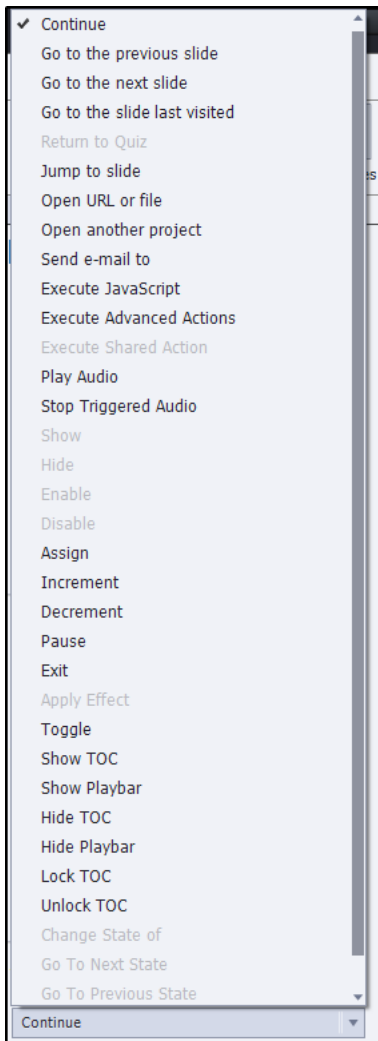 Continue
Go to the previous slide
Go to the next slide
Go to the slide last visited
Return to Quiz
Jump to slide
Open URL or file
Open another project
Send e-mail to
Execute JavaScript
Execute Advanced Actions
Execute Shared Action
Play Audio
Stop Triggered Audio
Show
Hide
Enable
Disable
Assign
Increment
Decrement
Pause
Exit
Apply Effect
Toggle
Show TOC
Show Playbar
Hide TOC
Hide Playbar
Lock TOC
Unlock TOC
Change State of
Go To Next State
Go To Previous State
Continue